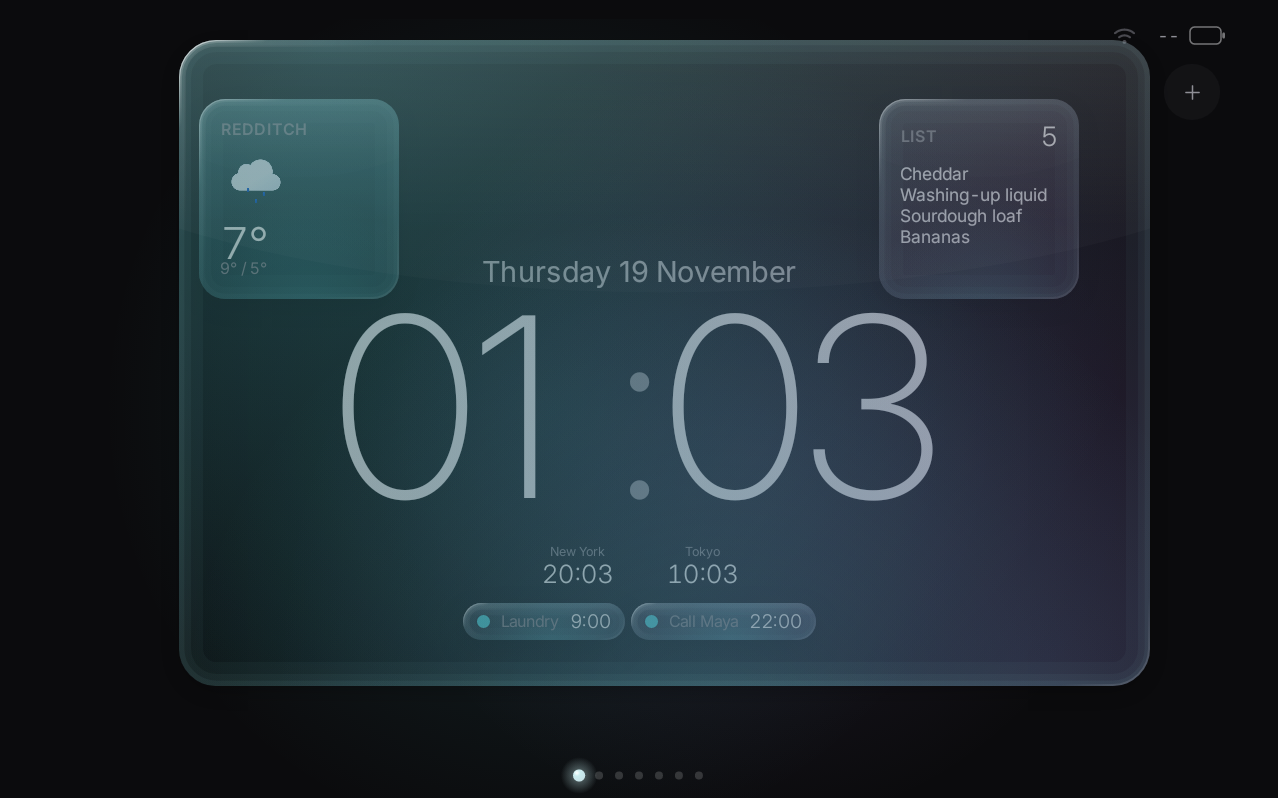 --
+
REDDITCH
7°
9° / 5°
LIST 5
Cheddar
Washing-up liquid
Sourdough loaf
Bananas
Thursday 19 November
01:03
New York
20:03
Tokyo
10:03
Laundry 9:00
Call Maya 22:00